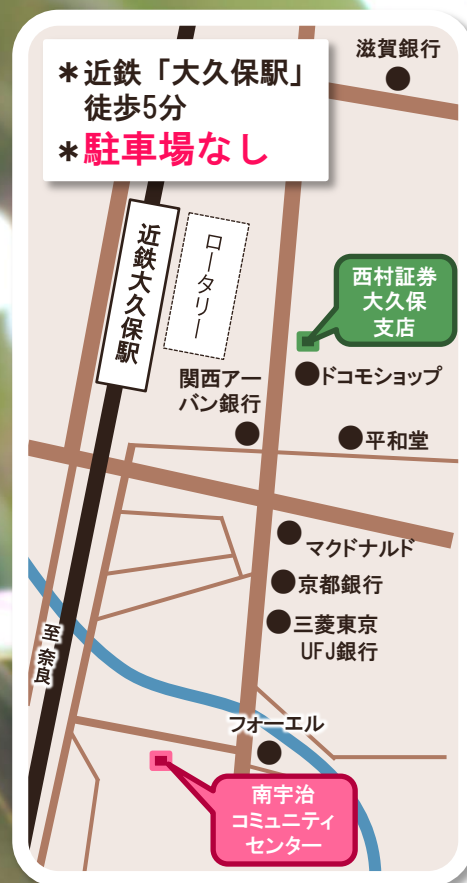 ＊近鉄「大久保駅」
徒歩5分
＊駐車場なし
滋賀銀行
近鉄大久保駅
ロータリー
西村証券
大久保
支店
ドコモショップ
関西アー
バン銀行
平和堂
マクドナルド
京都銀行
三菱東京
UFJ銀行
至 奈良
フォーエル
南宇治
コミュニティ
センター